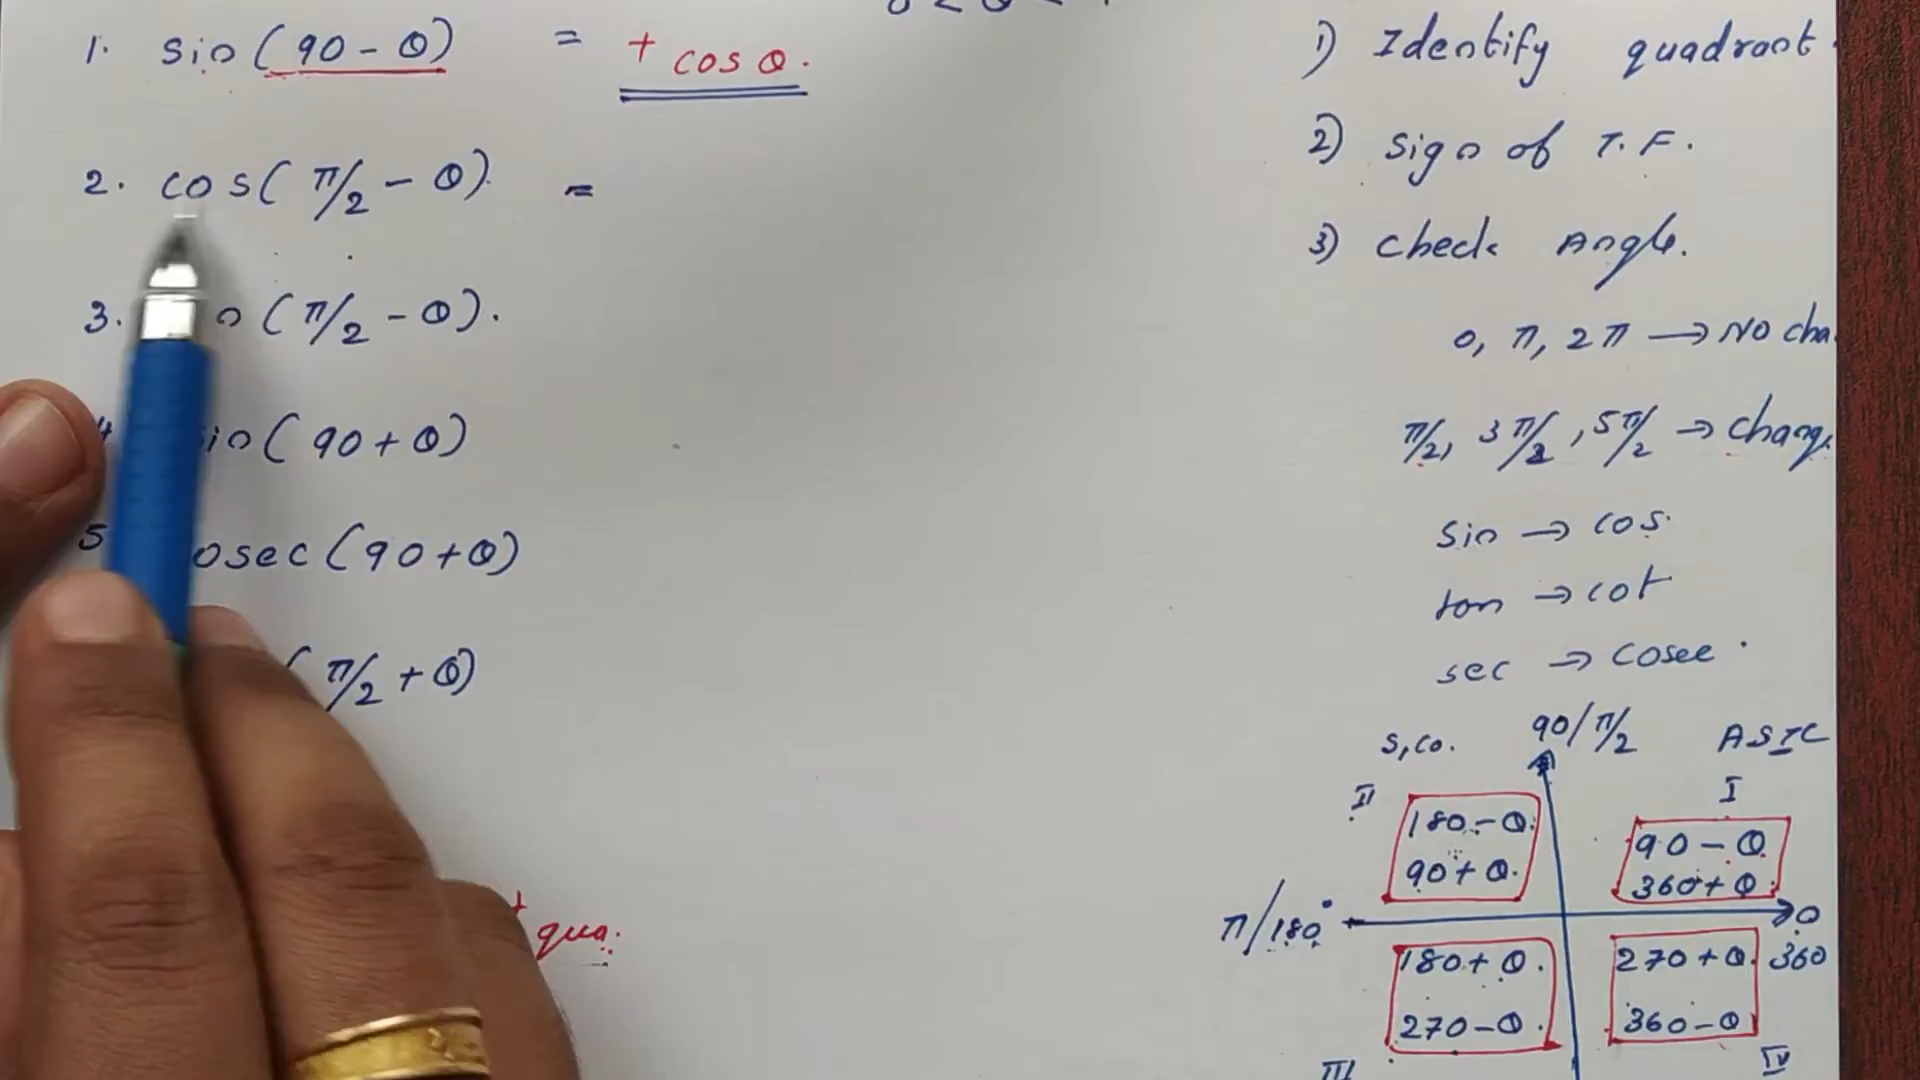 1. sin(90-θ) = + cos θ.
2. cos(π/2-θ) =
3. (π/2-θ).
(90+θ)
5 osec(90+θ)
(π/2+θ)
qua.
1) Identify quadrant.
2) sign of T.F.
3) check Angle.
0, π, 2π → No cha
π/2, 3π/2, 5π/2 → Chang
sin → cos.
tan → cot
sec → cosec.
S, Co. 90/π/2 ASTC
II I
180-θ.
90+θ.
90-θ
360+θ.
π/180° 0
360
180+θ.
270-θ.
270+θ.
360-θ
III IV